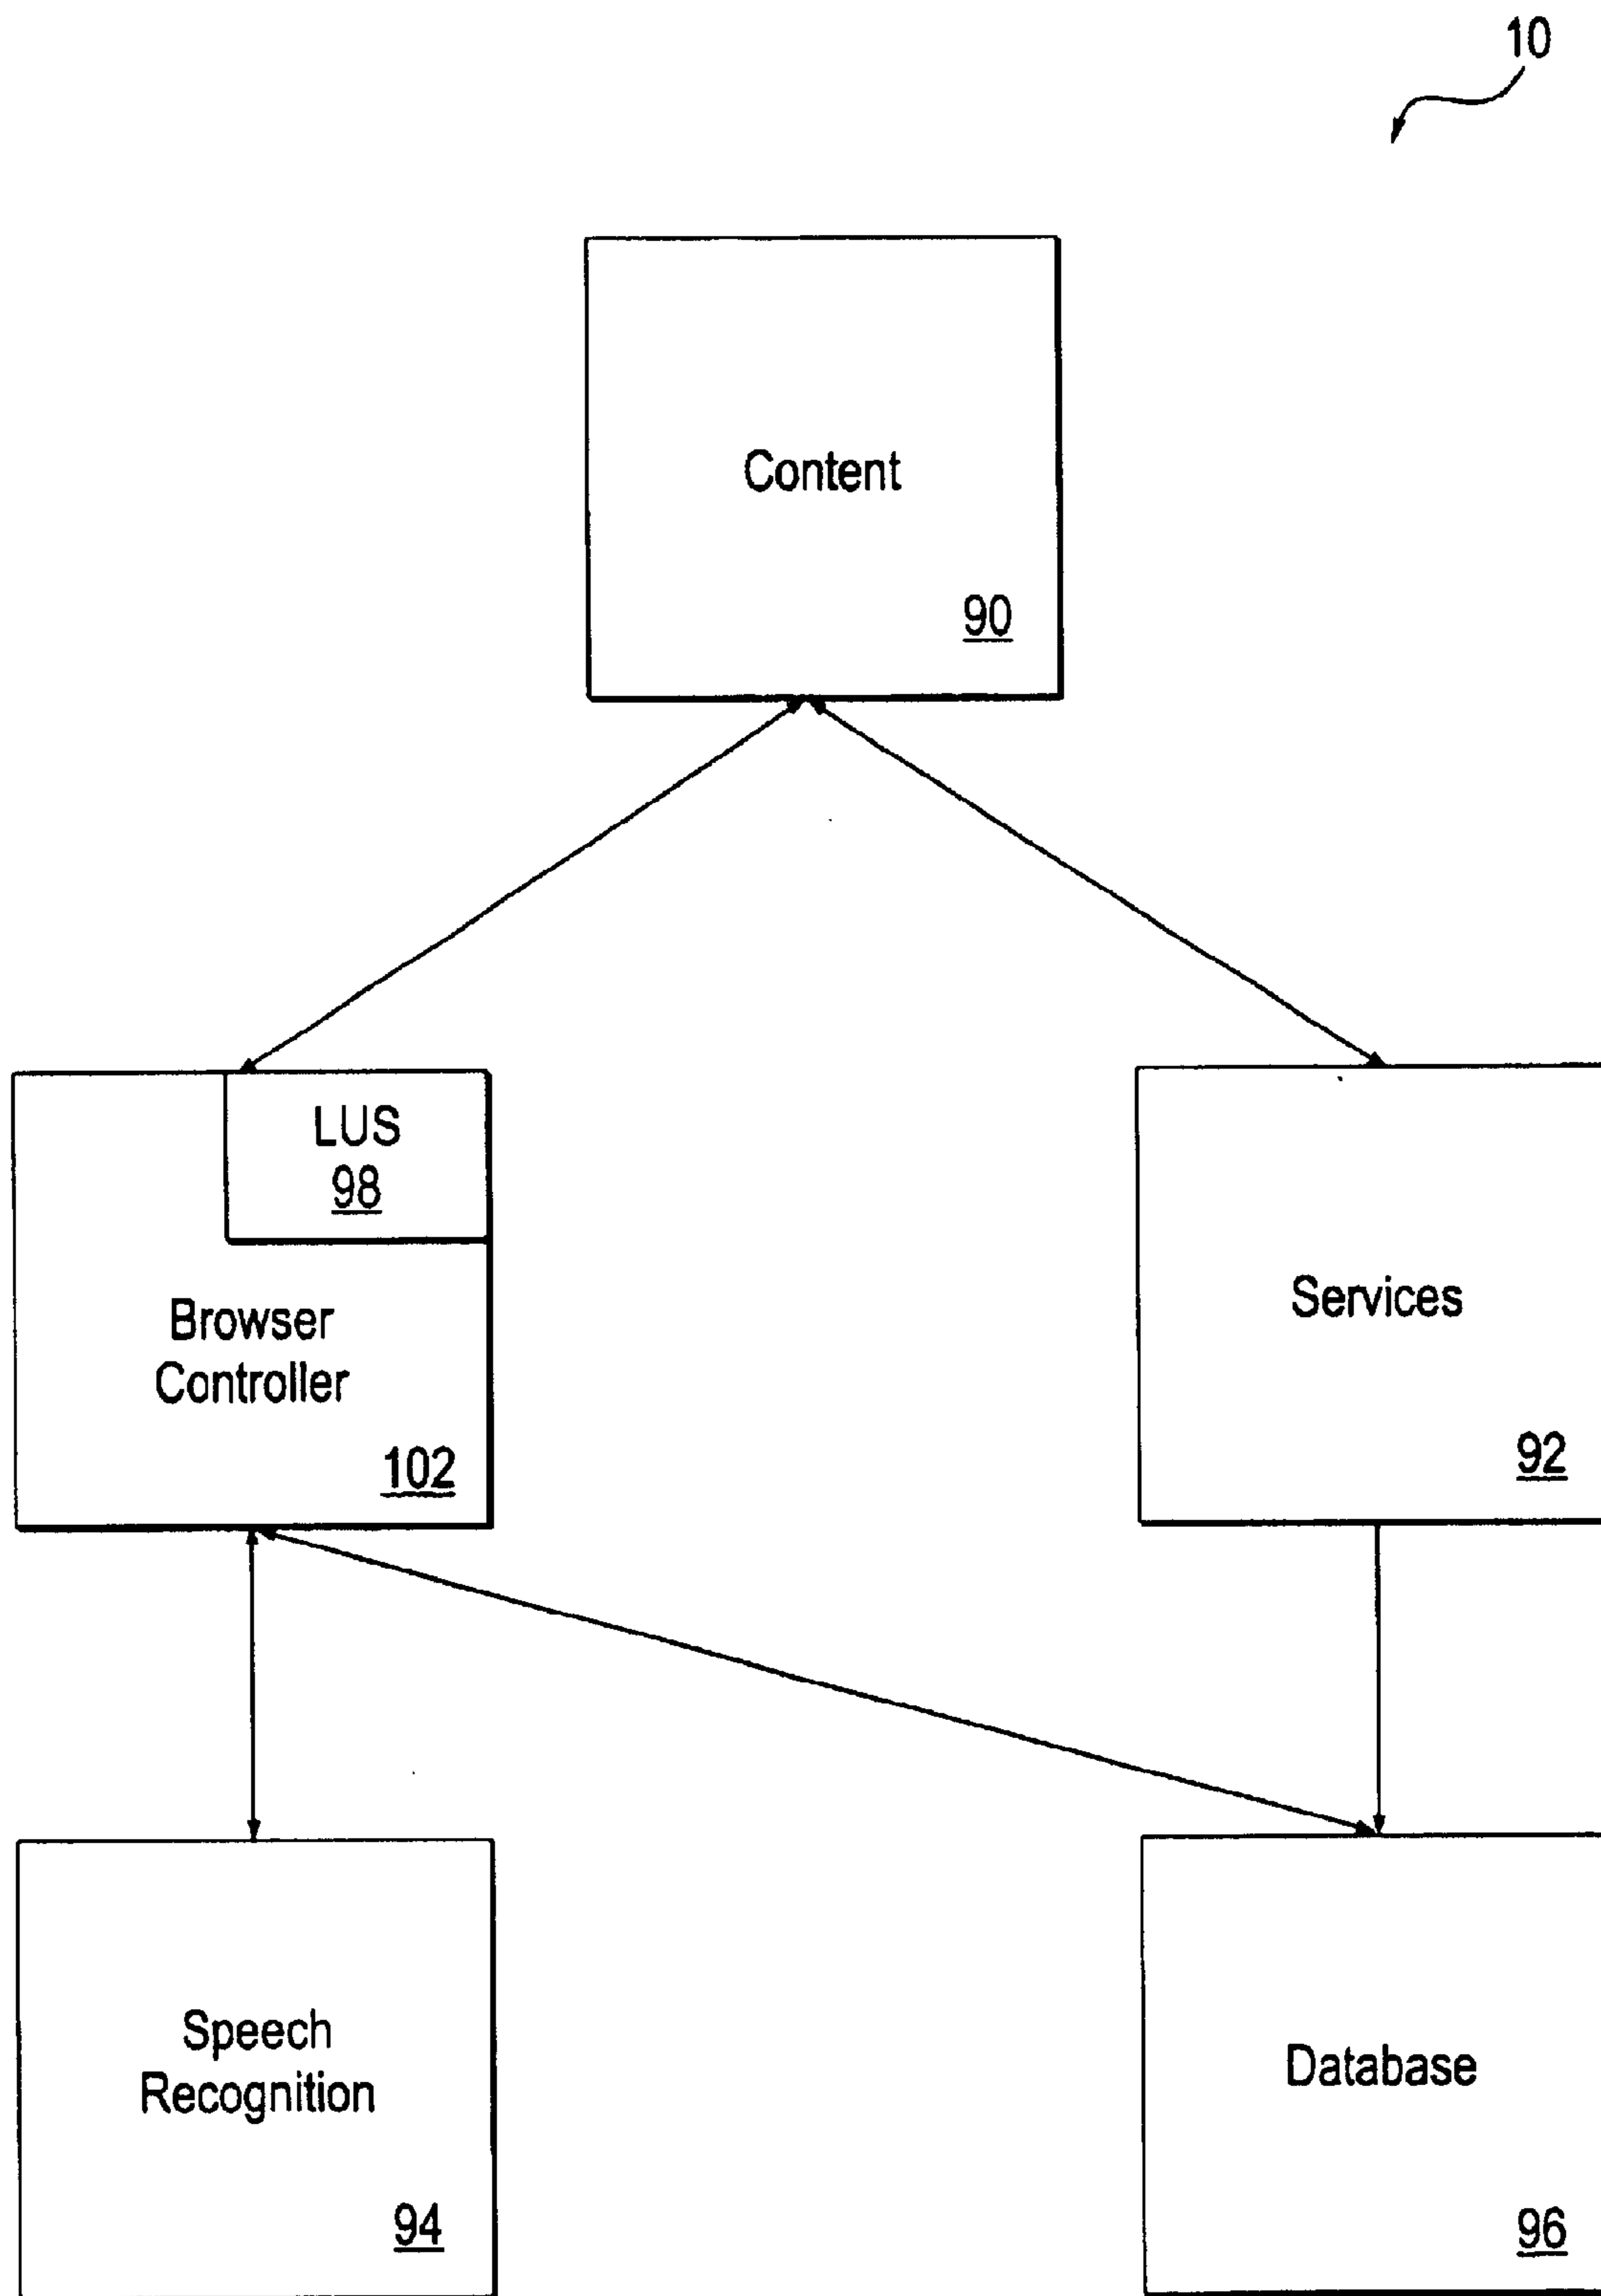 10
Content
90
LUS
98
Browser
Controller
102
Services
92
Speech
Recognition
94
Database
96